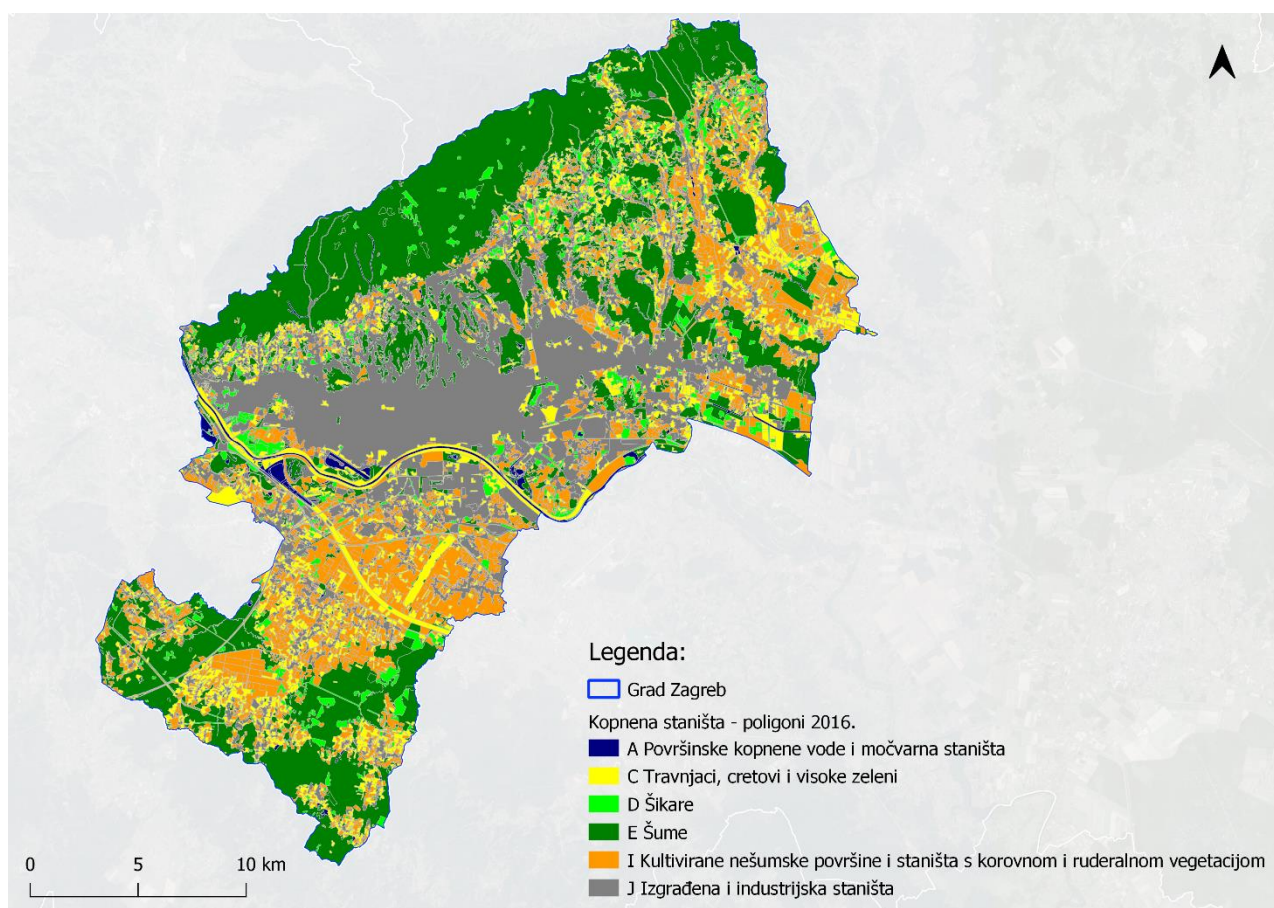 Legenda:
Grad Zagreb
Kopnena staništa - poligoni 2016.
A Površinske kopnene vode i močvarna staništa
C Travnjaci, cretovi i visoke zeleni
D Šikare
E Šume
I Kultivirane nešumske površine i staništa s korovnom i ruderalnom vegetacijom
J Izgrađena i industrijska staništa
0 5 10 km